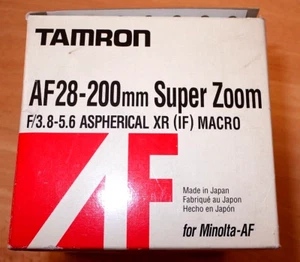 TAMRON
AF28-200mm Super Zoom
F/3.8-5.6 ASPHERICAL XR (IF) MACRO
AF
Made in Japan
Fabriqué au Japon
Hecho en Japón
for Minolta-AF